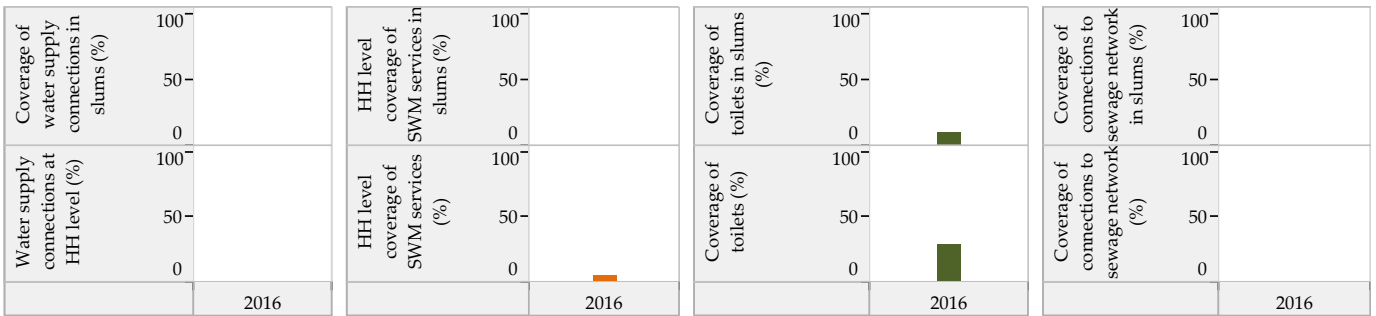 Coverage of
water supply
connections in
slums (%)
100
50
0
Water supply
connections at
HH level (%)
100
50
0
2016
HH level
coverage of
SWM services in
slums (%)
100
50
0
HH level
coverage of
SWM services
(%)
100
50
0
2016
Coverage of
toilets in slums
(%)
100
50
0
Coverage of
toilets (%)
100
50
0
2016
Coverage of
connections to
sewage network
in slums (%)
100
50
0
Coverage of
connections to
sewage network
(%)
100
50
0
2016